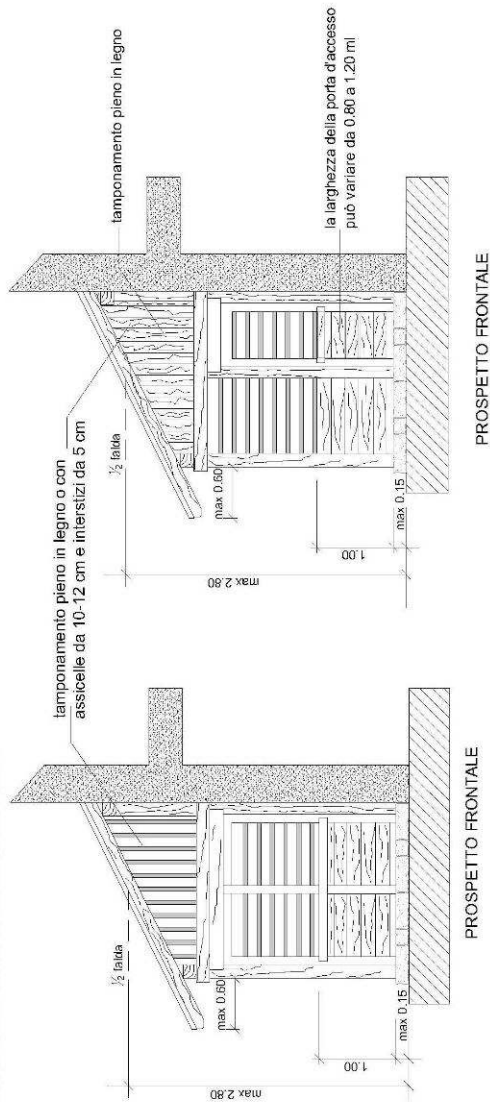 tamponamento pieno in legno o con
assicelle da 10-12 cm e interstizi da 5 cm
½ falda
max 0.60
max 2.80
1.00
max 0.15
PROSPETTO FRONTALE
tamponamento pieno in legno
½ falda
max 0.60
max 2.80
1.00
max 0.15
la larghezza della porta d'accesso
può variare da 0.80 a 1.20 ml
PROSPETTO FRONTALE